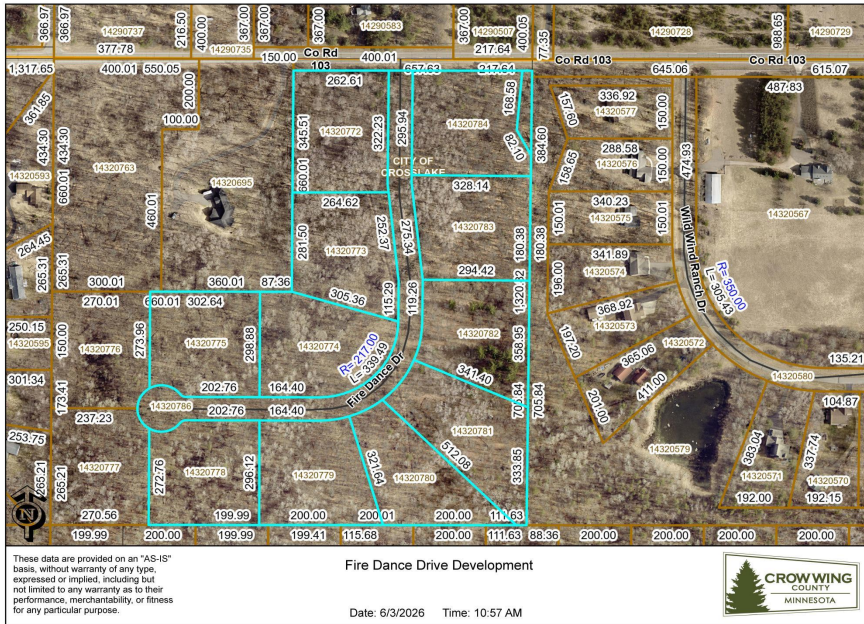 366.97 366.97 14290737 216.50 400.00 367.00 367.00 367.00 14290583 367.00 14290507 400.05 77.35 14290728 988.65 14290729
377.78 14290735 150.00 400.01 217.64
Co Rd 103 Co Rd 103 Co Rd 103
1,317.65 400.01 550.05 657.63 217.64 645.06 615.07
361.85 200.00 262.61 168.58 336.92 487.83
434.30 434.30 100.00 345.51 14320772 322.23 295.94 14320784 157.60 14320577 150.00
14320763 82.10 384.60 288.58 474.93
14320593 660.01 14320695 660.01 CITY OF
CROSSLAKE 158.65 14320576 150.00
460.01 264.62 328.14 340.23 14320567
264.45 281.50 14320773 252.37 275.34 14320783 180.38 180.38 150.01 14320575 150.01 Wild Wind Ranch Dr
265.31 265.31 341.89
300.01 360.01 87.36 115.29 119.26 294.42 1,320.32 196.00 14320574 R= 350.00
L= 305.43
270.01 660.01 302.64 305.36 368.92
250.15 150.00 14320776 273.96 14320775 298.88 14320774 14320782 358.95 197.20 14320573
14320595 R= 217.00
L= 339.49 365.06 14320572 135.21
301.34 173.41 202.76 164.40 Fire Dance Dr 341.40 201.00 411.00 14320580
14320786 202.76 164.40 705.84 705.84 104.87
237.23 14320781
253.75 512.08 14320579 383.04 337.74
265.21 265.21 14320777 272.76 14320778 296.12 14320779 321.64 14320780 333.85 14320571 14320570
N 192.00 192.15
270.56 199.99 200.00 200.01 200.00 111.63
199.99 200.00 199.99 199.41 115.68 200.00 111.63 88.36 200.00 200.00 200.00
These data are provided on an "AS-IS"
basis, without warranty of any type,
expressed or implied, including but
not limited to any warranty as to their
performance, merchantability, or fitness
for any particular purpose.
Fire Dance Drive Development
Date: 6/3/2026 Time: 10:57 AM
CROW WING
COUNTY
MINNESOTA